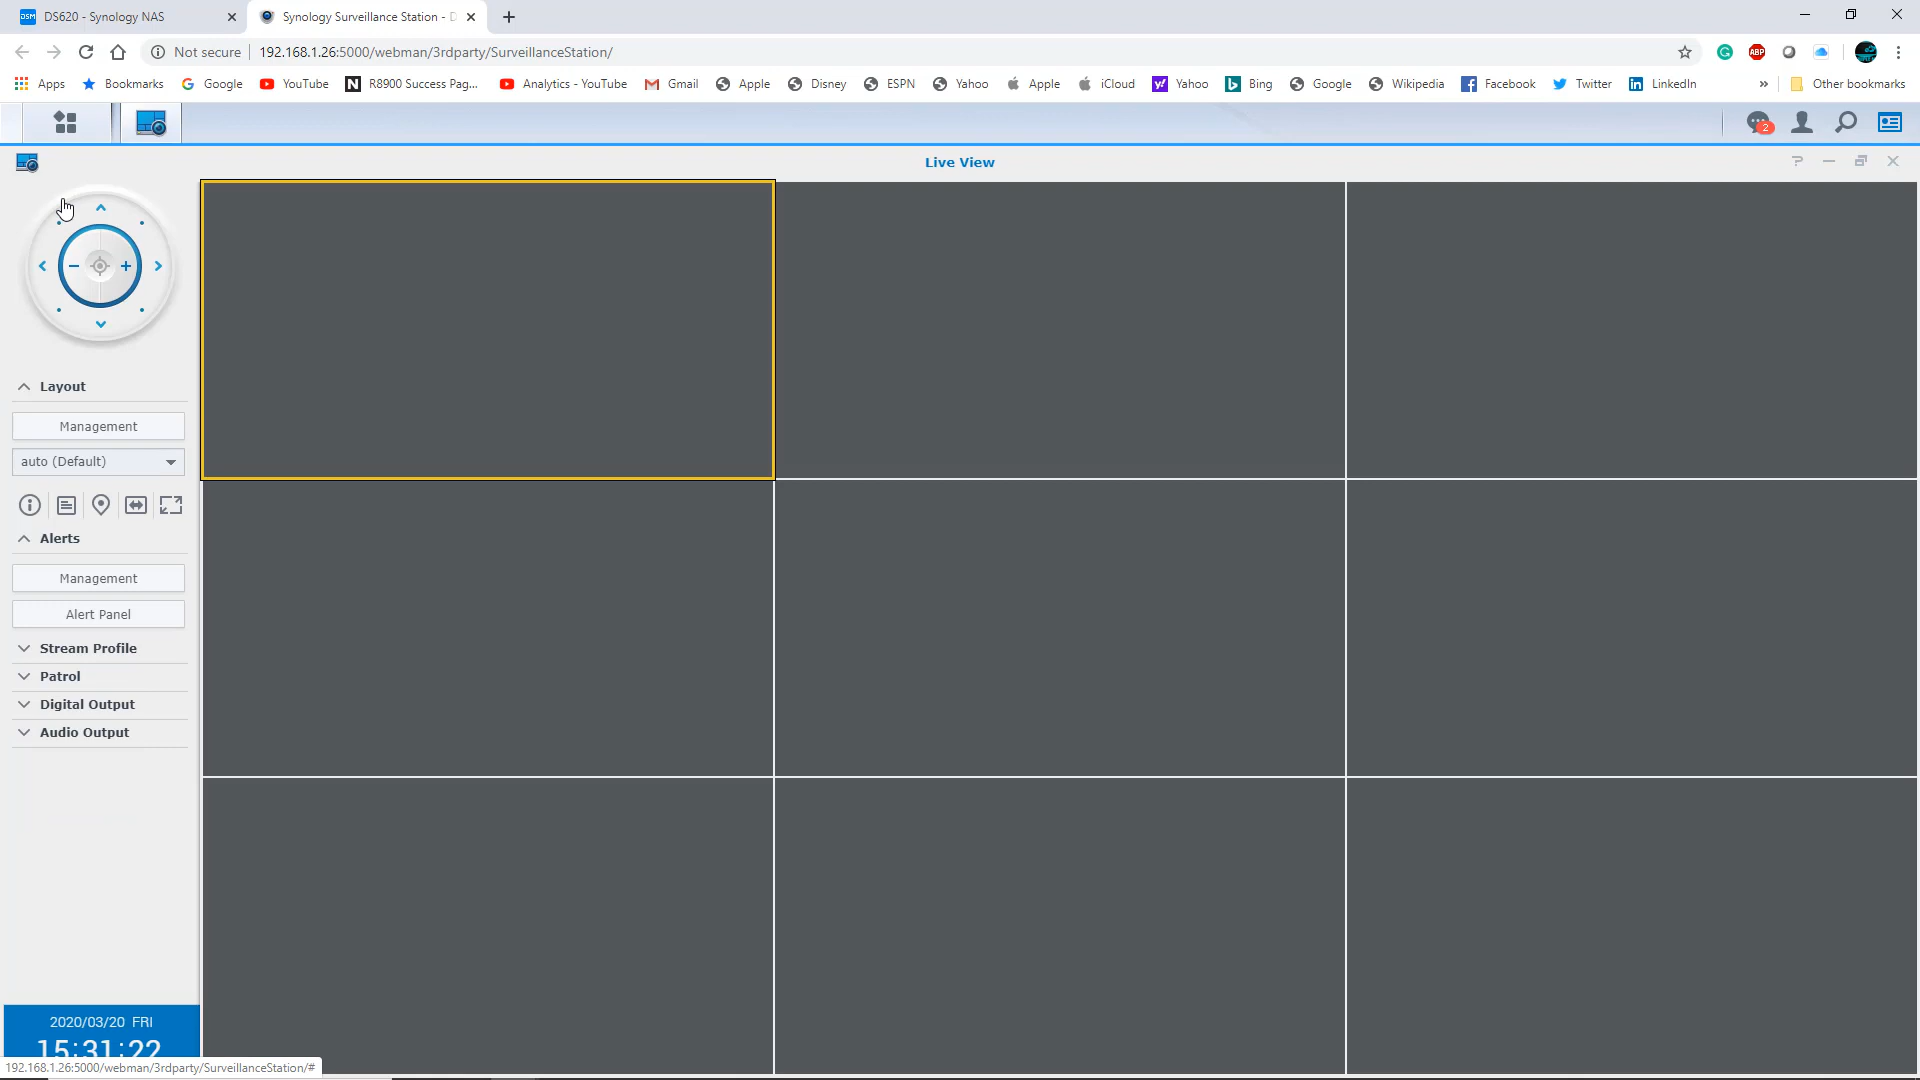 DSM DS620 - Synology NAS
Synology Surveillance Station - D
Not secure
192.168.1.26:5000/webman/3rdparty/SurveillanceStation/
ABP
Apps
Bookmarks
Google
YouTube
R8900 Success Pag...
Analytics - YouTube
Gmail
Apple
Disney
ESPN
Yahoo
Apple
iCloud
Yahoo
Bing
Google
Wikipedia
Facebook
Twitter
LinkedIn
»
Other bookmarks
2
Live View
Layout
Management
auto (Default)
Alerts
Management
Alert Panel
Stream Profile
Patrol
Digital Output
Audio Output
2020/03/20 FRI
15:31:22
192.168.1.26:5000/webman/3rdparty/SurveillanceStation/#